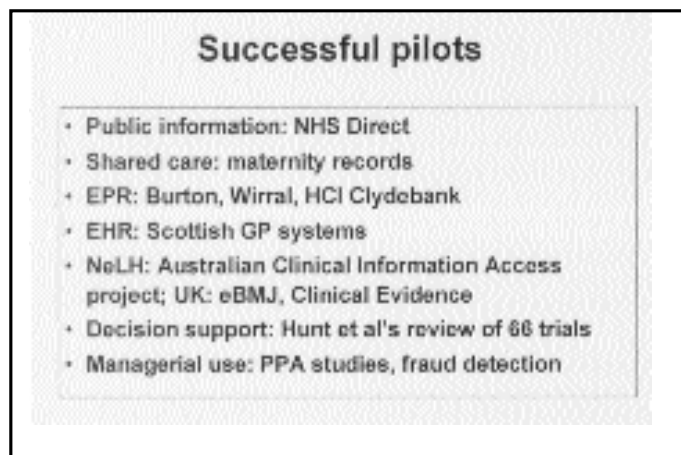 Successful pilots
• Public information: NHS Direct
• Shared care: maternity records
• EPR: Burton, Wirral, HCI Clydebank
• EHR: Scottish GP systems
• NeLH: Australian Clinical Information Access
project; UK: eBMJ, Clinical Evidence
• Decision support: Hunt et al's review of 66 trials
• Managerial use: PPA studies, fraud detection